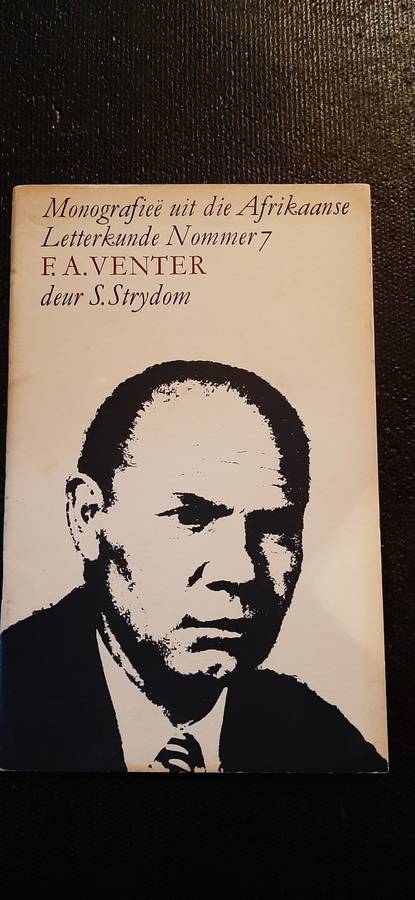 Monografieë uit die Afrikaanse
Letterkunde Nommer 7
F. A. VENTER
deur S. Strydom